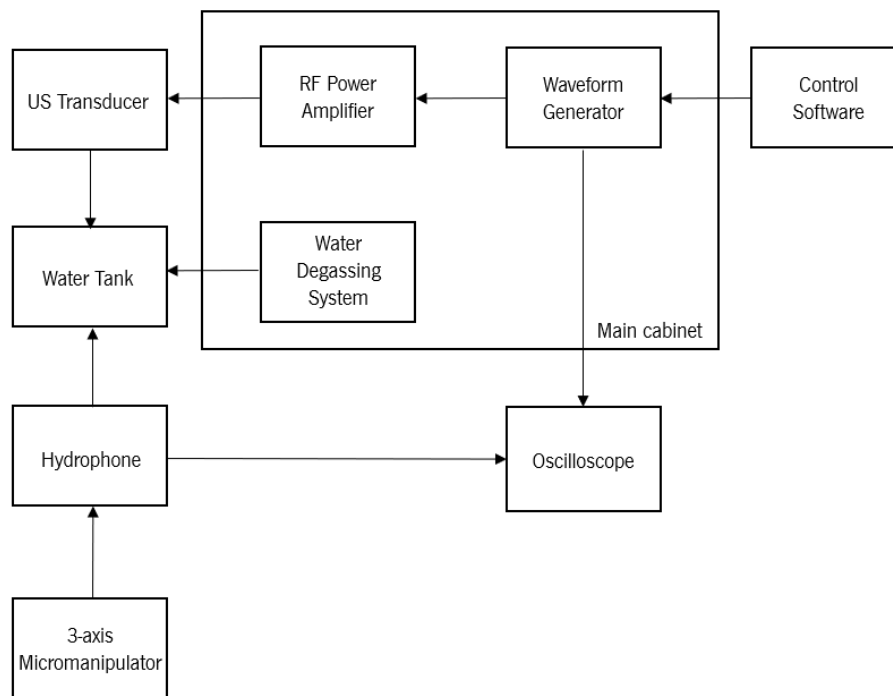 US Transducer
RF Power
Amplifier
Waveform
Generator
Control
Software
Water Tank
Water
Degassing
System
Main cabinet
Hydrophone
Oscilloscope
3-axis
Micromanipulator